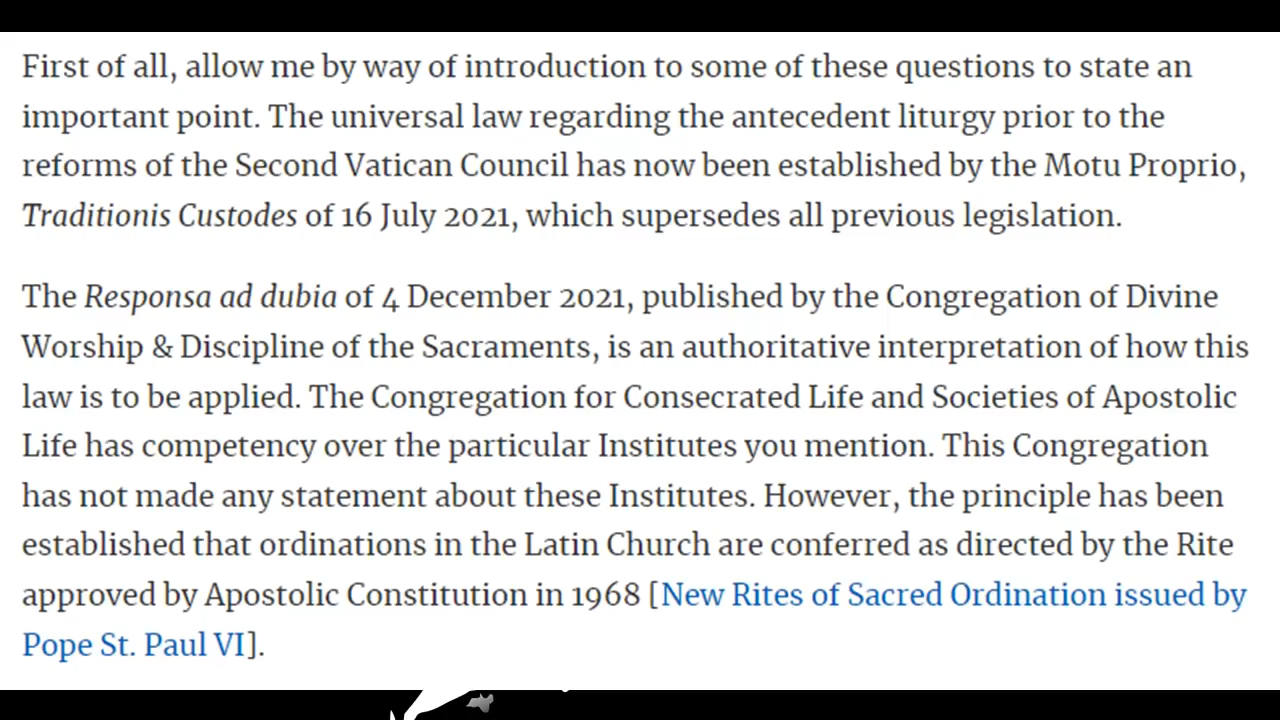 First of all, allow me by way of introduction to some of these questions to state an
important point. The universal law regarding the antecedent liturgy prior to the
reforms of the Second Vatican Council has now been established by the Motu Proprio,
Traditionis Custodes of 16 July 2021, which supersedes all previous legislation.
The Responsa ad dubia of 4 December 2021, published by the Congregation of Divine
Worship & Discipline of the Sacraments, is an authoritative interpretation of how this
law is to be applied. The Congregation for Consecrated Life and Societies of Apostolic
Life has competency over the particular Institutes you mention. This Congregation
has not made any statement about these Institutes. However, the principle has been
established that ordinations in the Latin Church are conferred as directed by the Rite
approved by Apostolic Constitution in 1968 [New Rites of Sacred Ordination issued by
Pope St. Paul VI].